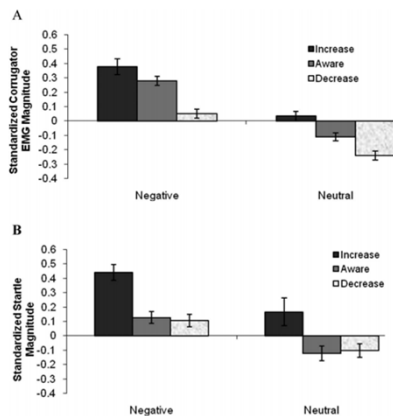 A
Standardized Corrugator
EMG Magnitude
0.6
0.5
0.4
0.3
0.2
0.1
0
-0.1
-0.2
-0.3
-0.4
Increase
Aware
Decrease
Negative
Neutral
B
Standardized Startle
Magnitude
0.6
0.5
0.4
0.3
0.2
0.1
0
-0.1
-0.2
-0.3
-0.4
Increase
Aware
Decrease
Negative
Neutral